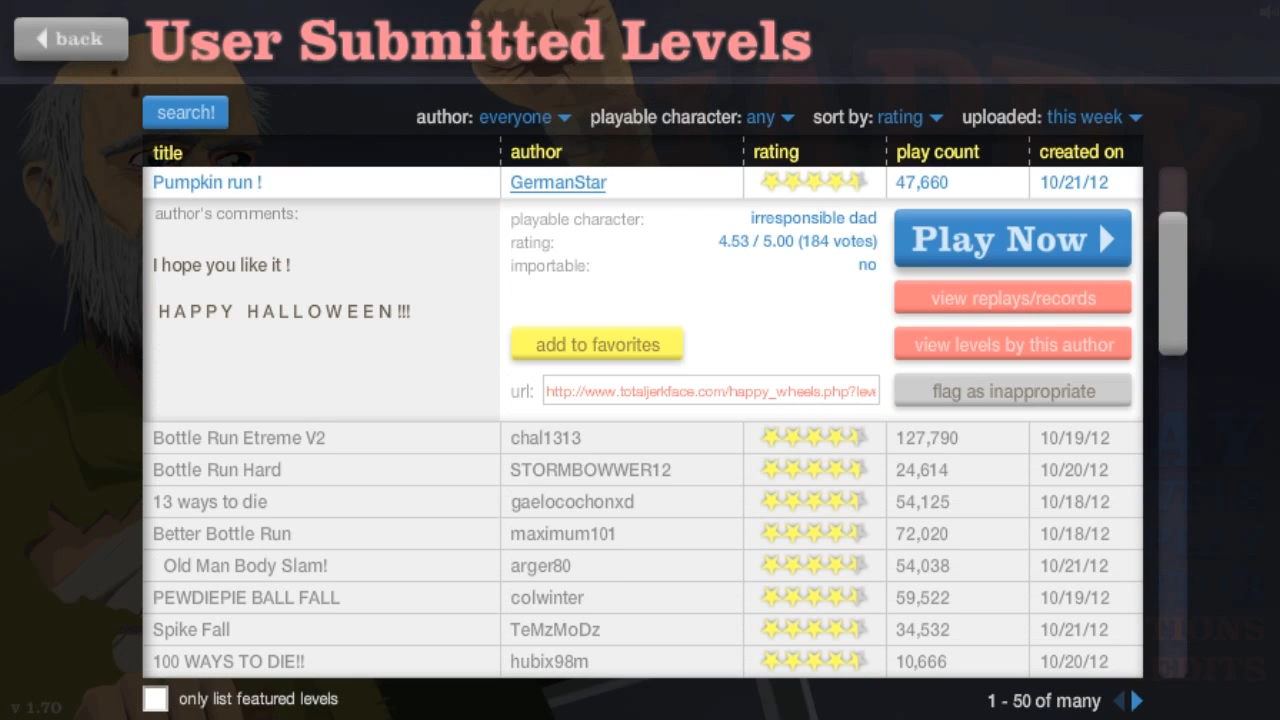 back
User Submitted Levels
search!
author: everyone playable character: any sort by: rating uploaded: this week
title author rating play count created on
Pumpkin run ! GermanStar 47,660 10/21/12
author's comments:
I hope you like it !
H A P P Y H A L L O W E E N !!!
playable character: irresponsible dad
rating: 4.53 / 5.00 (184 votes)
importable: no
add to favorites
url: http://www.totaljerkface.com/happy_wheels.php?lev
Play Now
view replays/records
view levels by this author
flag as inappropriate
Bottle Run Etreme V2 chal1313 127,790 10/19/12
Bottle Run Hard STORMBOWWER12 24,614 10/20/12
13 ways to die gaelocochonxd 54,125 10/18/12
Better Bottle Run maximum101 72,020 10/18/12
Old Man Body Slam! arger80 54,038 10/21/12
PEWDIEPIE BALL FALL colwinter 59,522 10/19/12
Spike Fall TeMzMoDz 34,532 10/21/12
100 WAYS TO DIE!! hubix98m 10,666 10/20/12
only list featured levels
1 - 50 of many
v 1.70